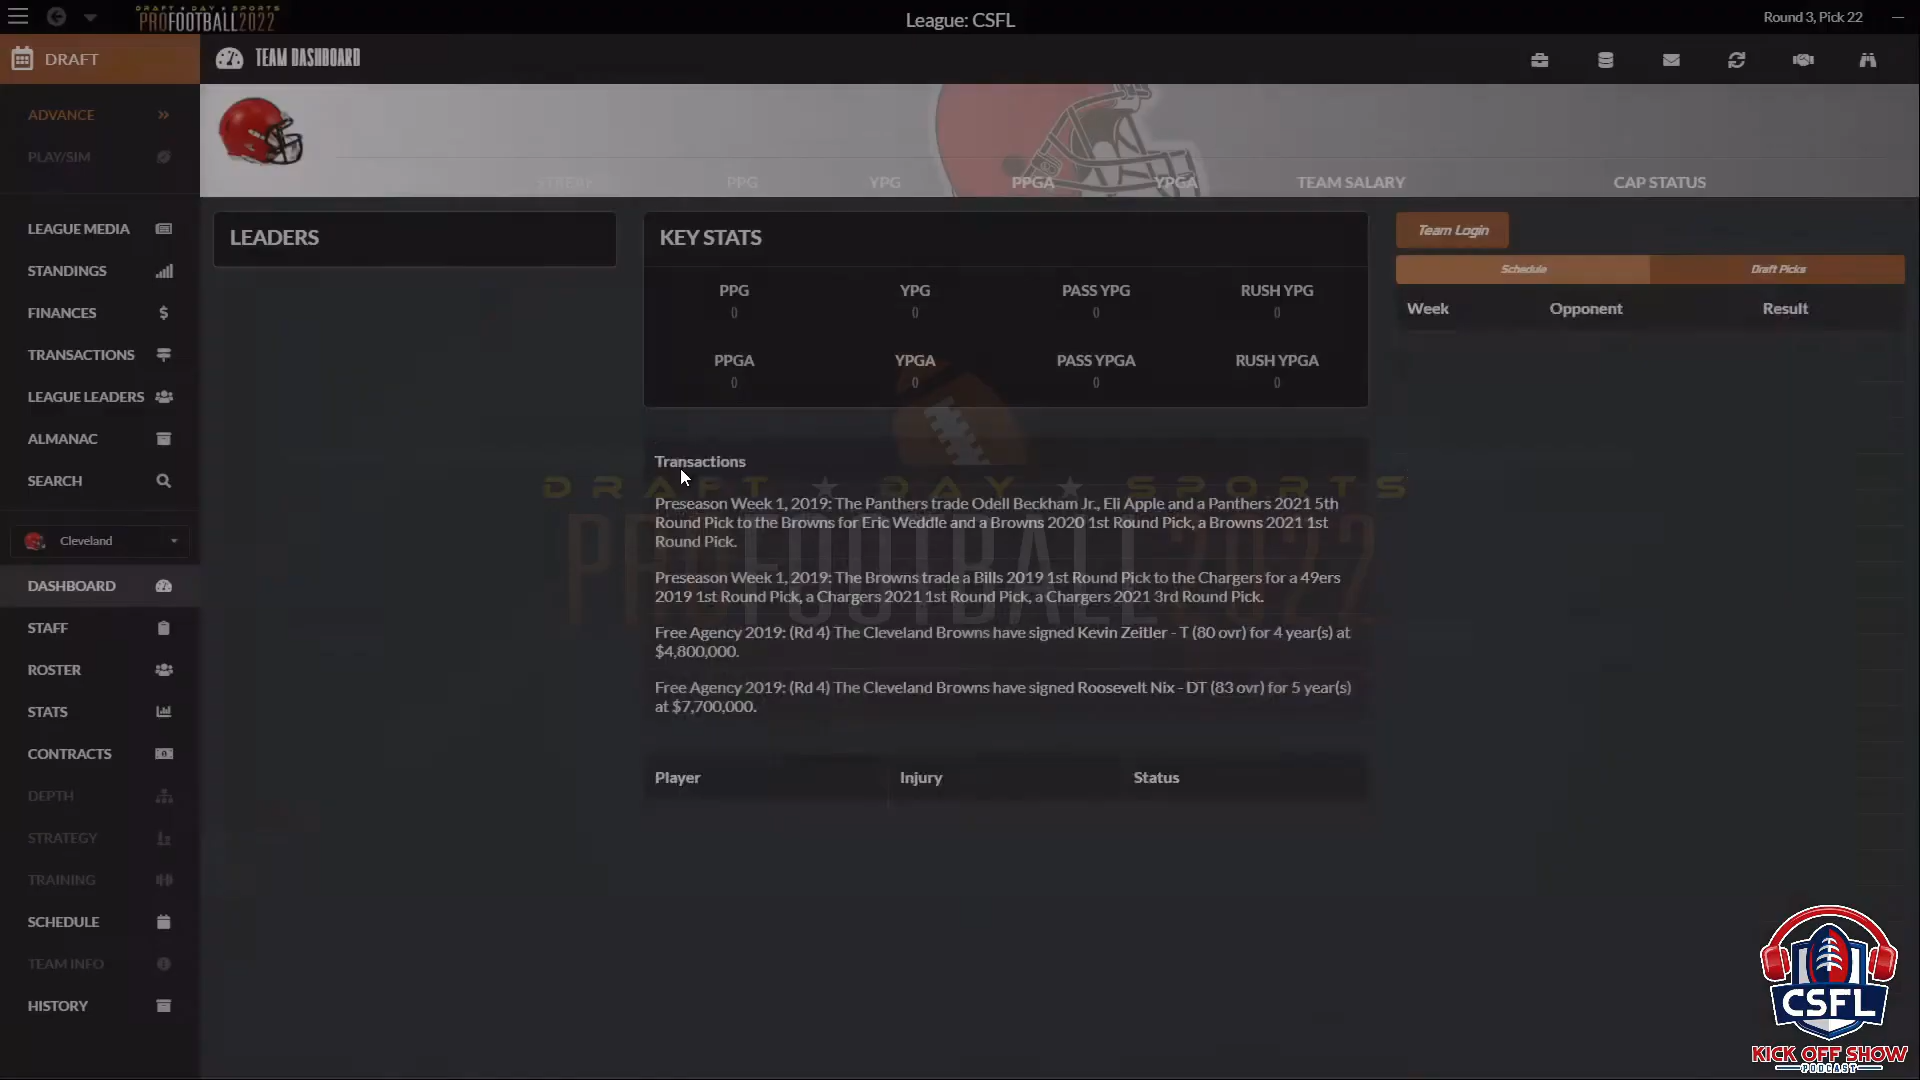 DRAFT ★ DAY ★ SPORTS
PROFOOTBALL2022
League: CSFL
Round 3, Pick 22
DRAFT
TEAM DASHBOARD
ADVANCE
PLAY/SIM
PPG
YPG
PPGA
YPGA
TEAM SALARY
CAP STATUS
LEAGUE MEDIA
STANDINGS
FINANCES
TRANSACTIONS
LEAGUE LEADERS
ALMANAC
SEARCH
Cleveland
DASHBOARD
STAFF
ROSTER
STATS
CONTRACTS
DEPTH
STRATEGY
TRAINING
SCHEDULE
TEAM INFO
HISTORY
LEADERS
KEY STATS
PPG YPG PASS YPG RUSH YPG
0 0 0 0
PPGA YPGA PASS YPGA RUSH YPGA
0 0 0 0
Team Login
Schedule Draft Picks
Week Opponent Result
Transactions
DRAFT ★ DAY ★ SPORTS
PROFOOTBALL2022
Preseason Week 1, 2019: The Panthers trade Odell Beckham Jr., Eli Apple and a Panthers 2021 5th
Round Pick to the Browns for Eric Weddle and a Browns 2020 1st Round Pick, a Browns 2021 1st
Round Pick.
Preseason Week 1, 2019: The Browns trade a Bills 2019 1st Round Pick to the Chargers for a 49ers
2019 1st Round Pick, a Chargers 2021 1st Round Pick, a Chargers 2021 3rd Round Pick.
Free Agency 2019: (Rd 4) The Cleveland Browns have signed Kevin Zeitler - T (80 ovr) for 4 year(s) at
$4,800,000.
Free Agency 2019: (Rd 4) The Cleveland Browns have signed Roosevelt Nix - DT (83 ovr) for 5 year(s)
at $7,700,000.
Player Injury Status
CSFL
KICK OFF SHOW
PODCAST